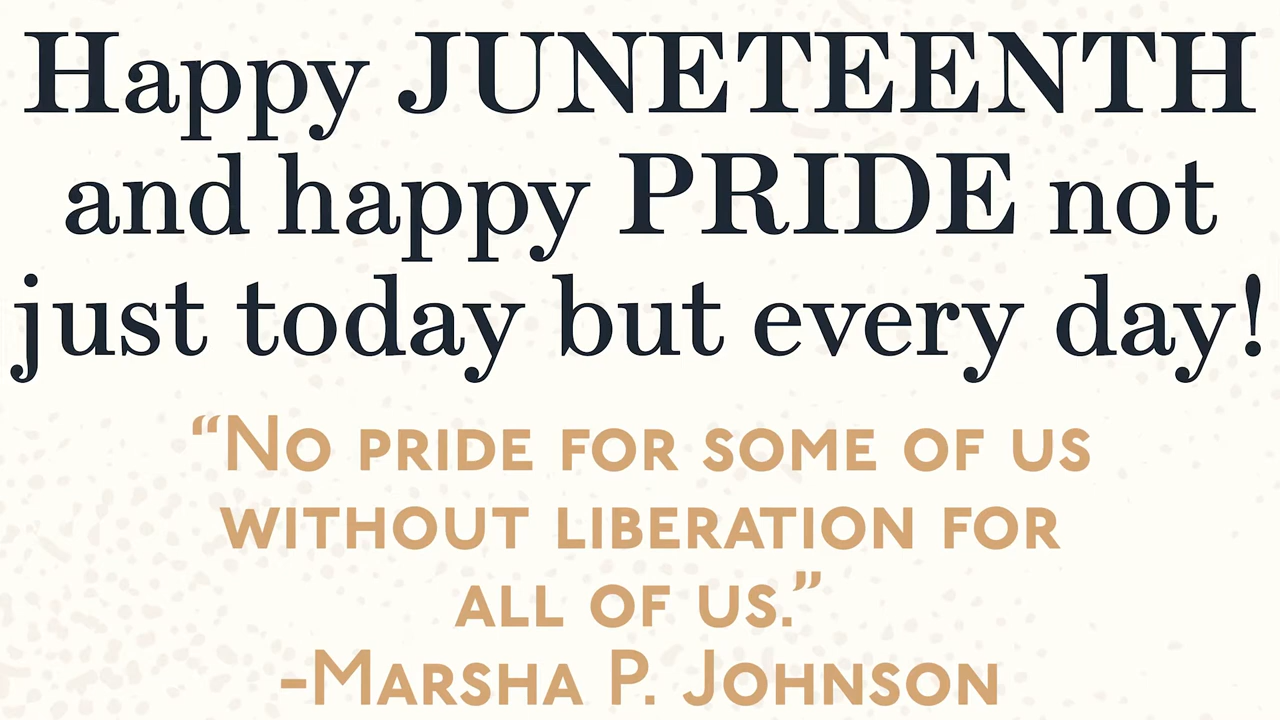 Happy JUNETEENTH
and happy PRIDE not
just today but every day!
“No pride for some of us
without liberation for
all of us.”
-Marsha P. Johnson